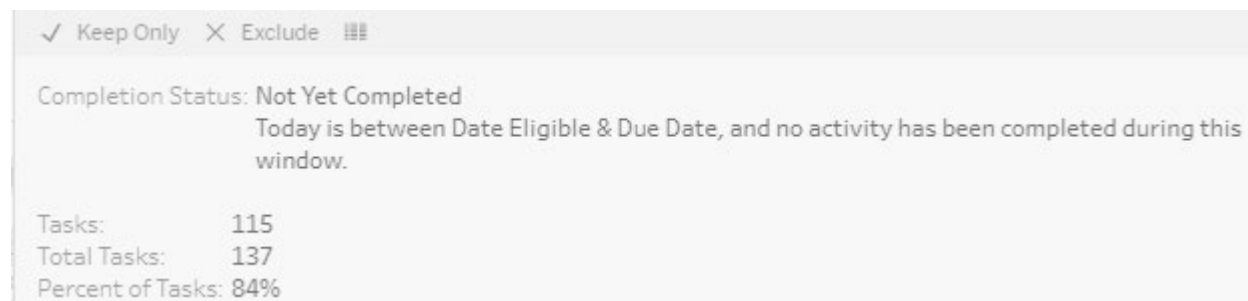 Keep Only Exclude
Completion Status: Not Yet Completed
Today is between Date Eligible & Due Date, and no activity has been completed during this
window.
Tasks: 115
Total Tasks: 137
Percent of Tasks: 84%